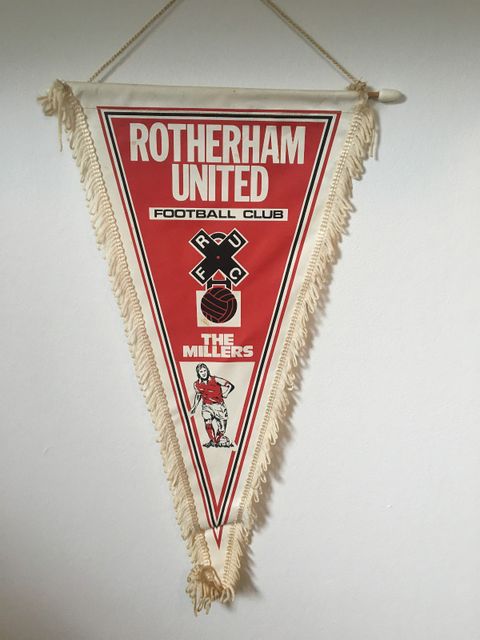 ROTHERHAM
UNITED
FOOTBALL CLUB
R U
F C
THE
MILLERS